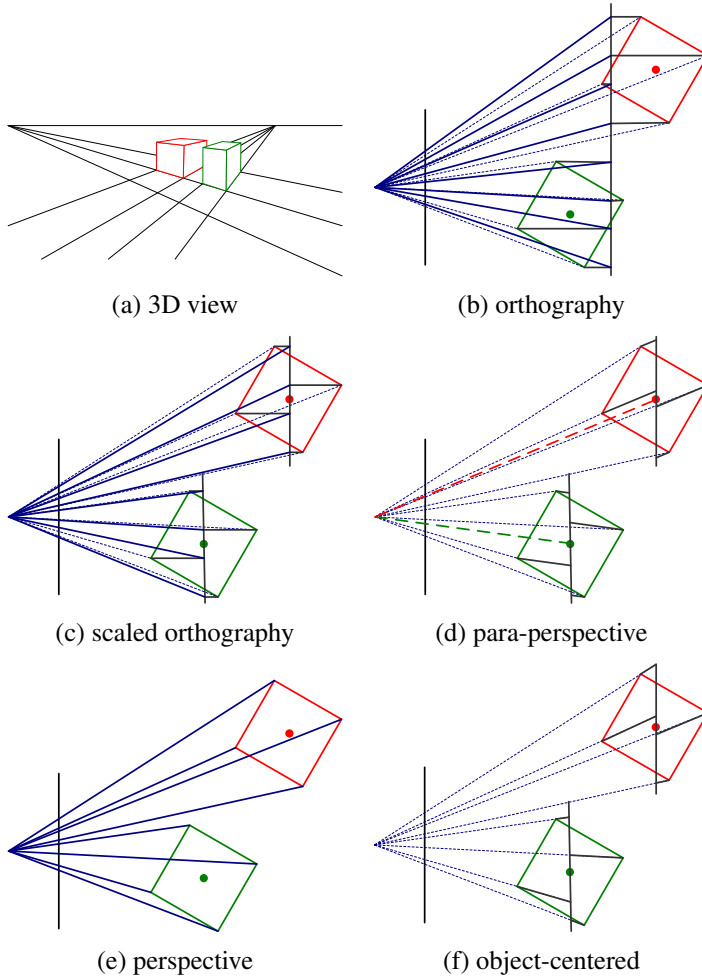 (a) 3D view
(b) orthography
(c) scaled orthography
(d) para-perspective
(e) perspective
(f) object-centered